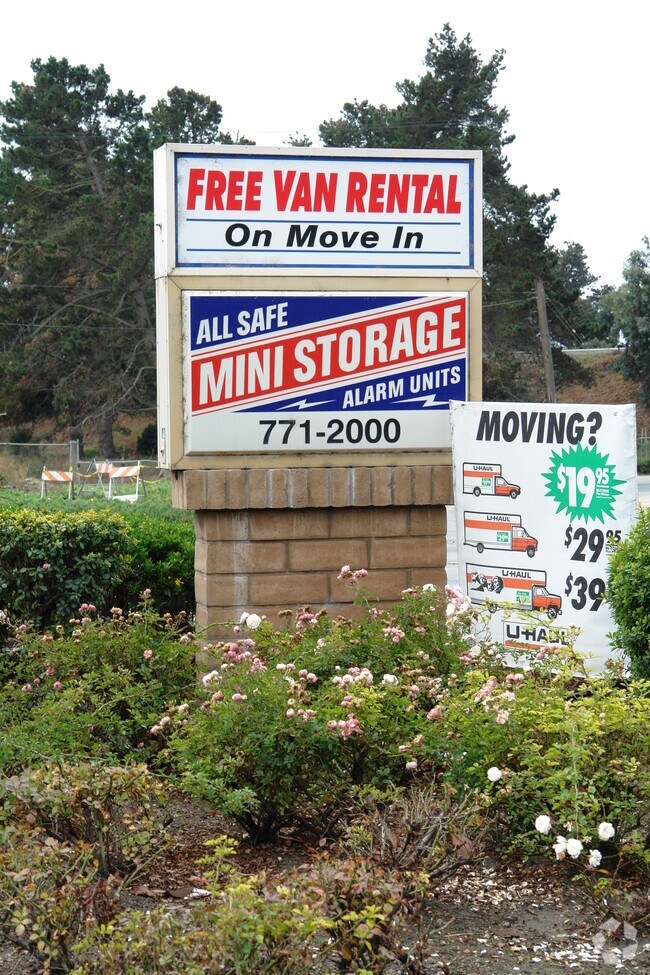 FREE VAN RENTAL
On Move In
ALL SAFE
MINI STORAGE
ALARM UNITS
771-2000
MOVING?
$19 95
$29 95
$39
U-HAUL
U-HAUL
U-HAUL
U-HAUL